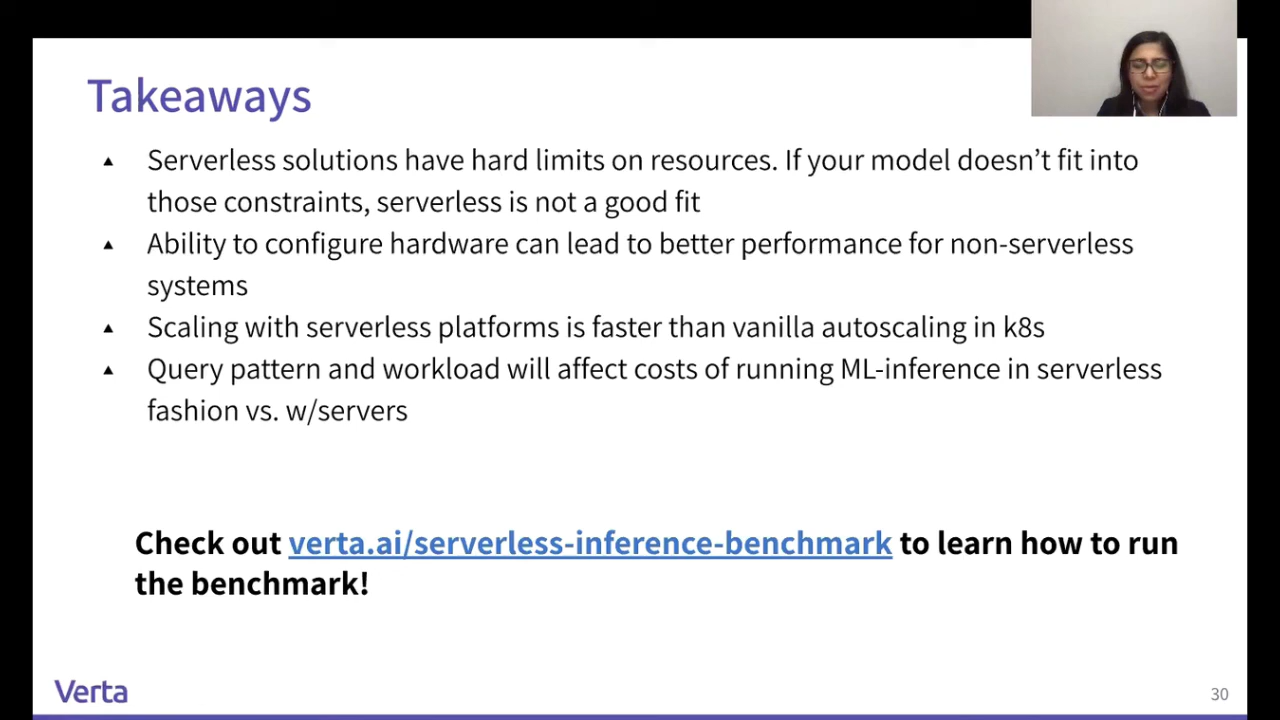 Takeaways
Serverless solutions have hard limits on resources. If your model doesn’t fit into
those constraints, serverless is not a good fit
Ability to configure hardware can lead to better performance for non-serverless
systems
Scaling with serverless platforms is faster than vanilla autoscaling in k8s
Query pattern and workload will affect costs of running ML-inference in serverless
fashion vs. w/servers
Check out verta.ai/serverless-inference-benchmark to learn how to run
the benchmark!
Verta
30